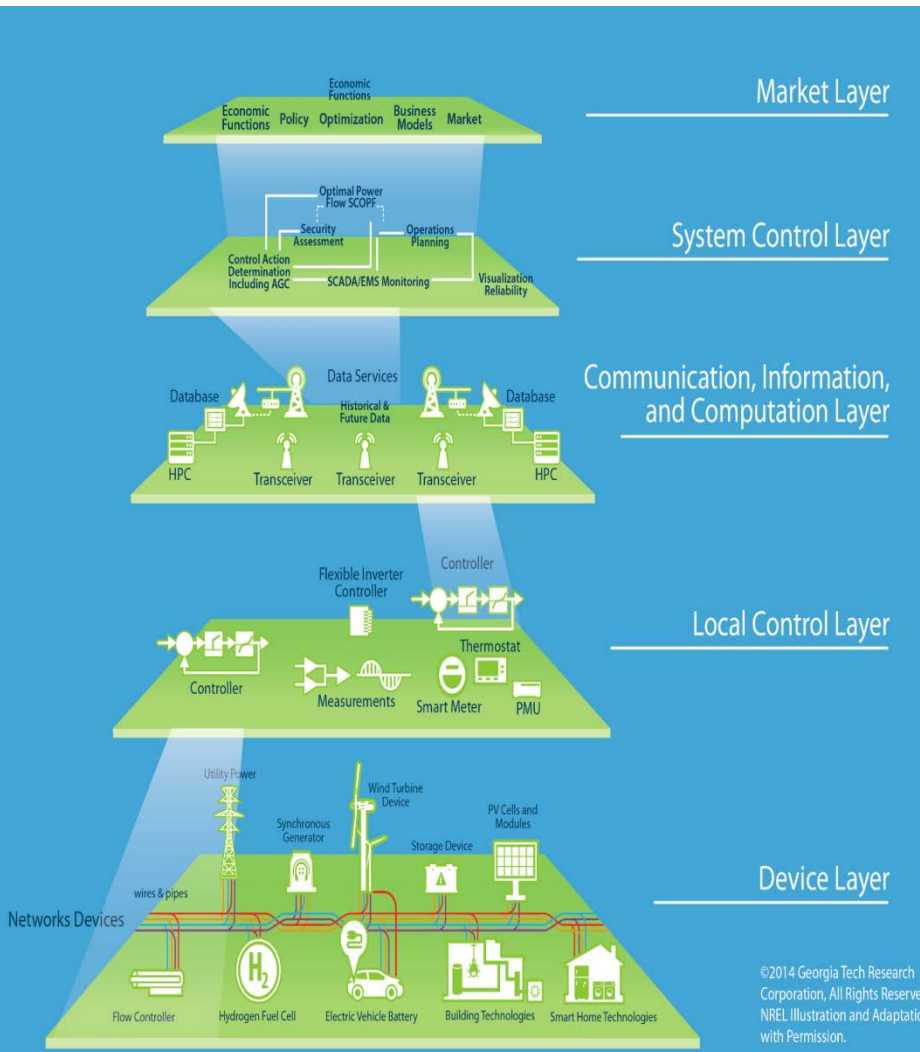 Market Layer
Economic
Functions
Economic
Functions
Policy
Optimization
Business
Models
Market
System Control Layer
Optimal Power
Flow SCOPF
Security
Assessment
Operations
Planning
Control Action
Determination
Including AGC
SCADA/EMS Monitoring
Visualization
Reliability
Communication, Information,
and Computation Layer
Data Services
Database
Historical &
Future Data
Database
HPC
Transceiver
Transceiver
Transceiver
HPC
Local Control Layer
Controller
Flexible Inverter
Controller
Thermostat
Controller
Measurements
Smart Meter
PMU
Device Layer
Utility Power
Wind Turbine
Device
Synchronous
Generator
Storage Device
PV Cells and
Modules
wires & pipes
Networks Devices
H2
Flow Controller
Hydrogen Fuel Cell
Electric Vehicle Battery
Building Technologies
Smart Home Technologies
©2014 Georgia Tech Research
Corporation, All Rights Reserve
NREL Illustration and Adaptatio
with Permission.